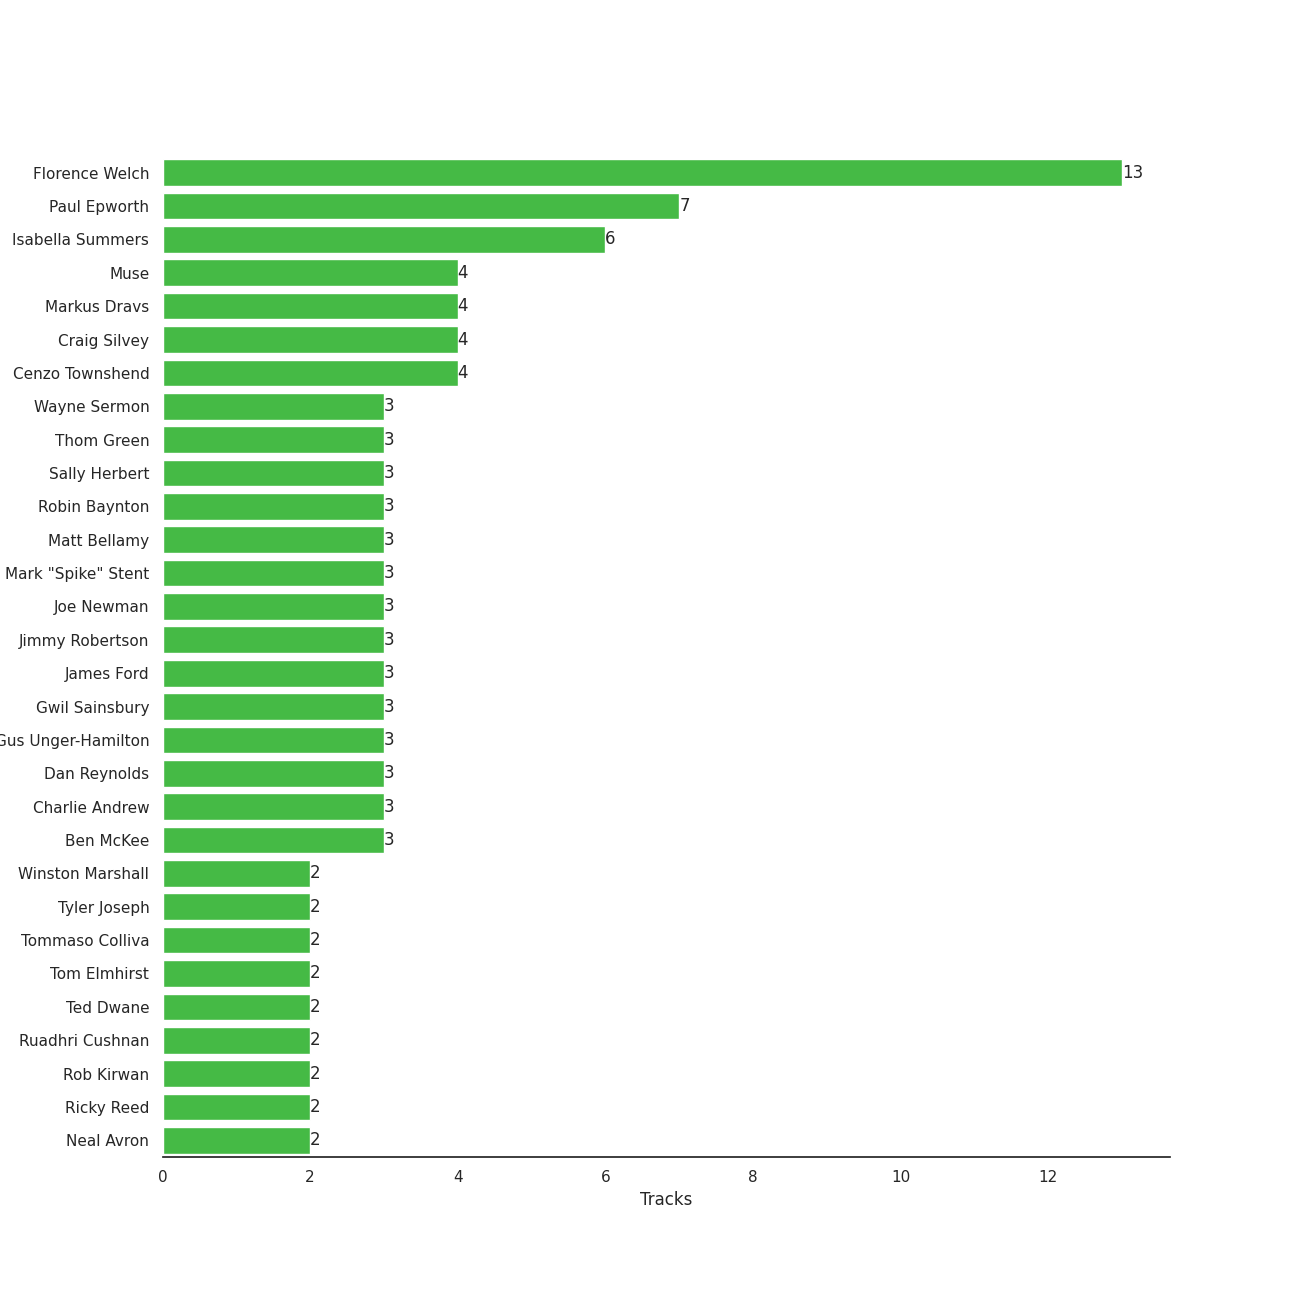 Florence Welch 13
Paul Epworth 7
Isabella Summers 6
Muse 4
Markus Dravs 4
Craig Silvey 4
Cenzo Townshend 4
Wayne Sermon 3
Thom Green 3
Sally Herbert 3
Robin Baynton 3
Matt Bellamy 3
Mark "Spike" Stent 3
Joe Newman 3
Jimmy Robertson 3
James Ford 3
Gwil Sainsbury 3
Gus Unger-Hamilton 3
Dan Reynolds 3
Charlie Andrew 3
Ben McKee 3
Winston Marshall 2
Tyler Joseph 2
Tommaso Colliva 2
Tom Elmhirst 2
Ted Dwane 2
Ruadhri Cushnan 2
Rob Kirwan 2
Ricky Reed 2
Neal Avron 2
0 2 4 6 8 10 12
Tracks